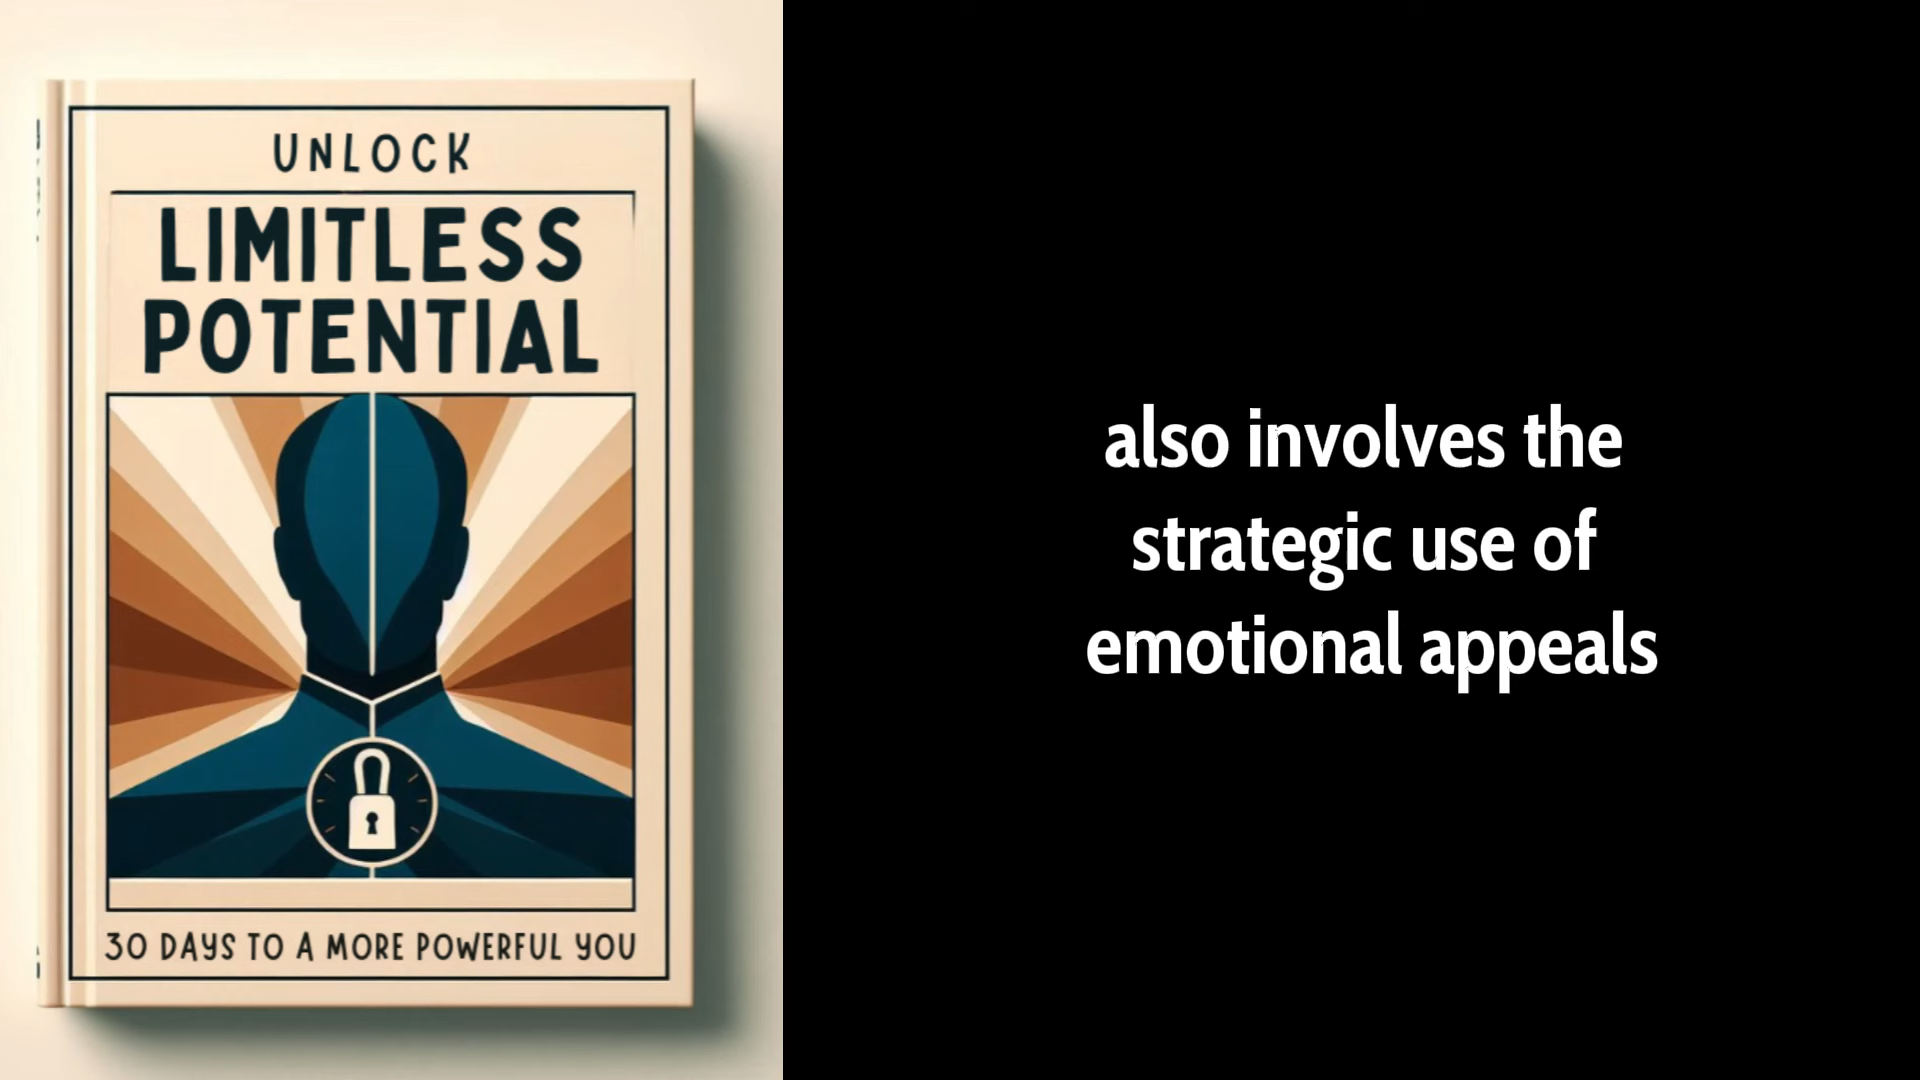 UNLOCK
LIMITLESS
POTENTIAL
30 DAYS TO A MORE POWERFUL YOU
also involves the
strategic use of
emotional appeals